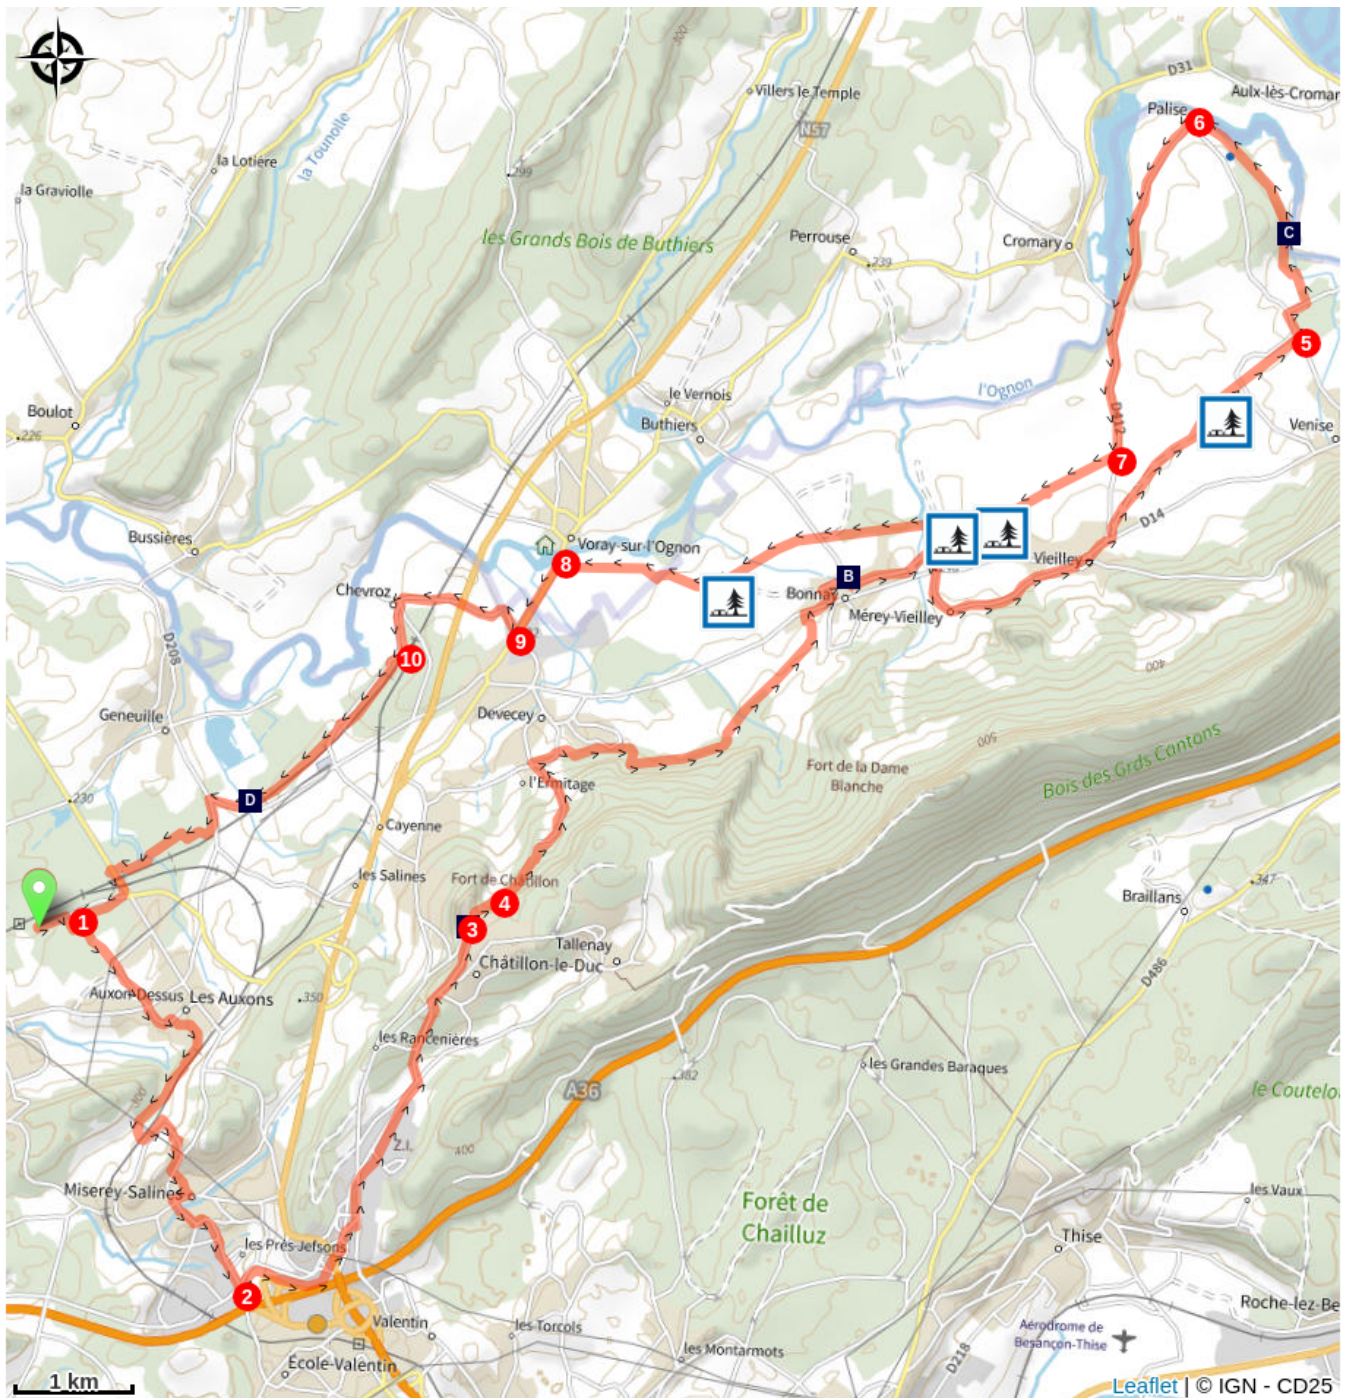 300
D31
Aulx-lès-Cromar
Villers le Temple
Palise
6
N57
la Tounolle
la Lotière
299
la Graviolle
C
les Grands Bois de Buthiers
Perrouse
Cromary
239
5
l'Ognon
le Vernois
Boulot
Buthiers
D112
Venise
226
7
D14
Bussières
Voray-sur-l'Ognon
8
Vieilley
B
Chevroz
Bonnay
Mérey-Vieilley
9
D208
10
400
Geneuille
Devecey
500
Bois des Grds Cantons
l'Ermitage
Fort de la Dame
Blanche
230
D
Cayenne
les Salines
Fort de Châtillon
347
Braillans
4
1
3
Tallenay
Châtillon-le-Duc
D486
Auxon-Dessus
Les Auxons
350
les Rancenières
382
les Grandes Baraques
A36
le Coutelo
300
Z.I.
400
Miserey-Salines
les Vaux
Forêt de
Chailluz
les Prés Jefsons
Thise
2
Roche-lez-Be
Valentin
les Torcols
Aérodrome de
Besançon-Thise
les Montarmots
D218
École-Valentin
1 km
Leaflet | © IGN - CD25